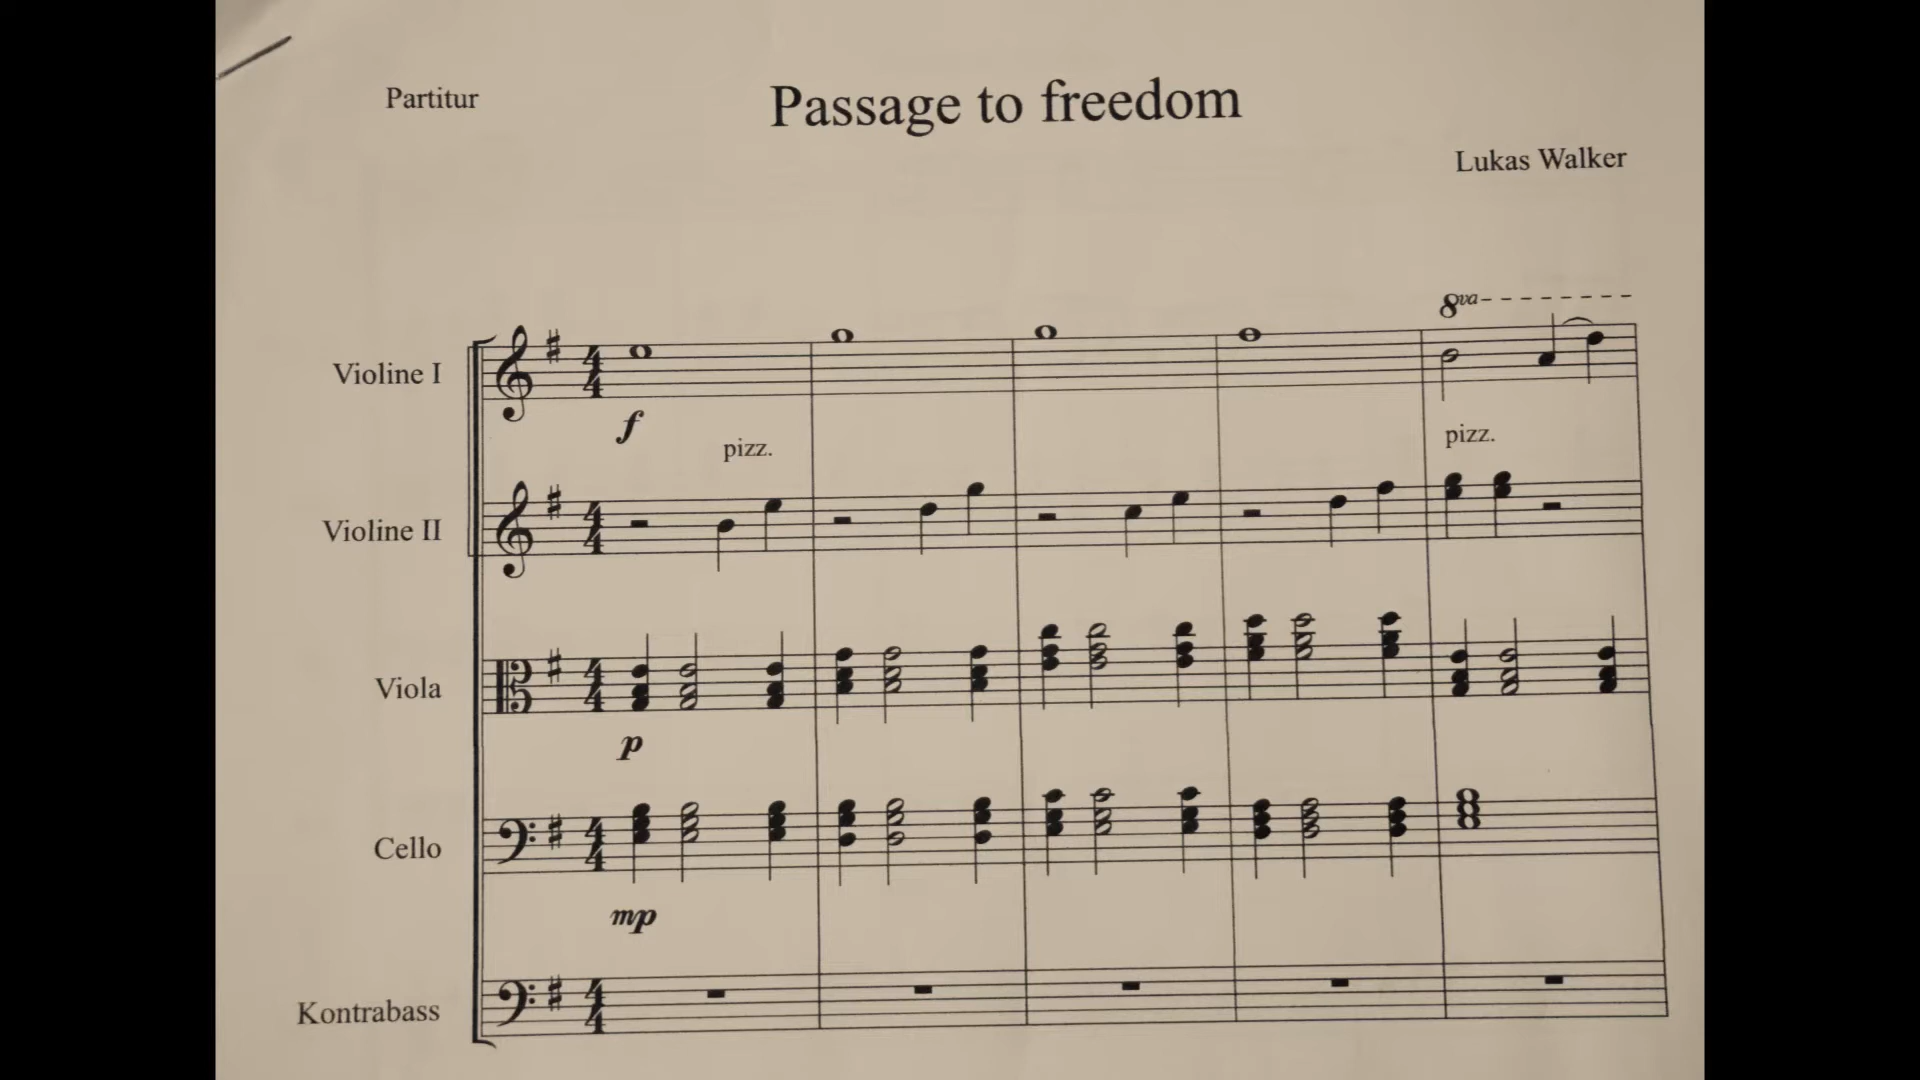 Partitur
Passage to freedom
Lukas Walker
8va
Violine I
f
pizz.
pizz.
Violine II
Viola
p
Cello
mp
Kontrabass